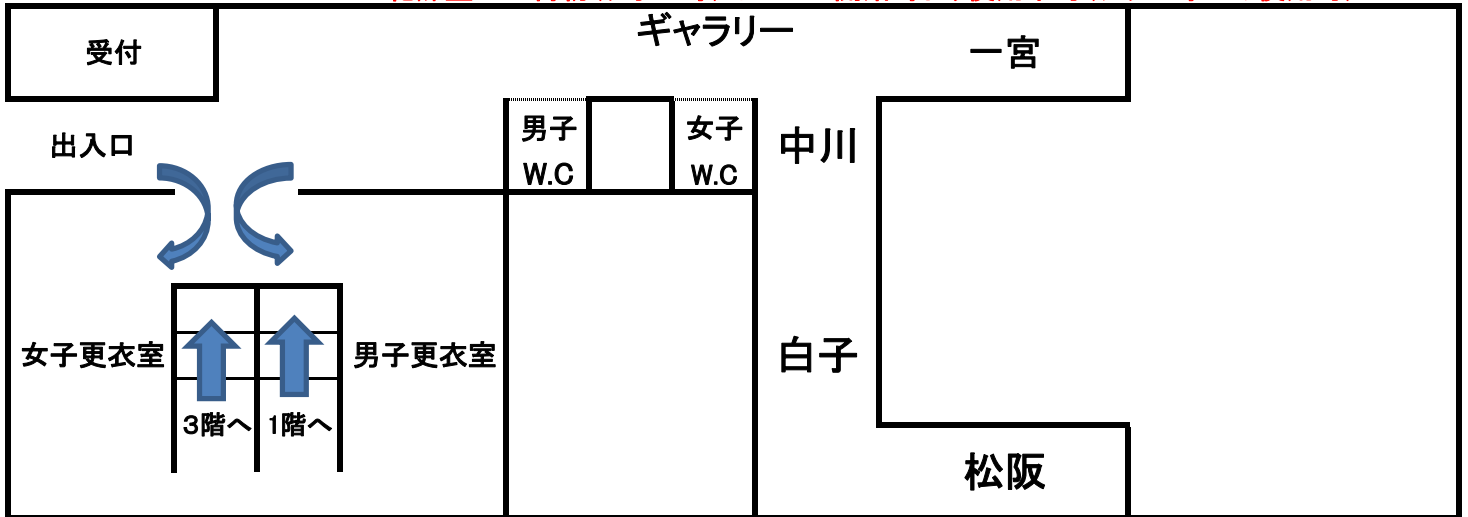 受付
ギャラリー
一宮
出入口
男子
W.C
女子
W.C
中川
女子更衣室
男子更衣室
白子
3階へ
1階へ
松阪